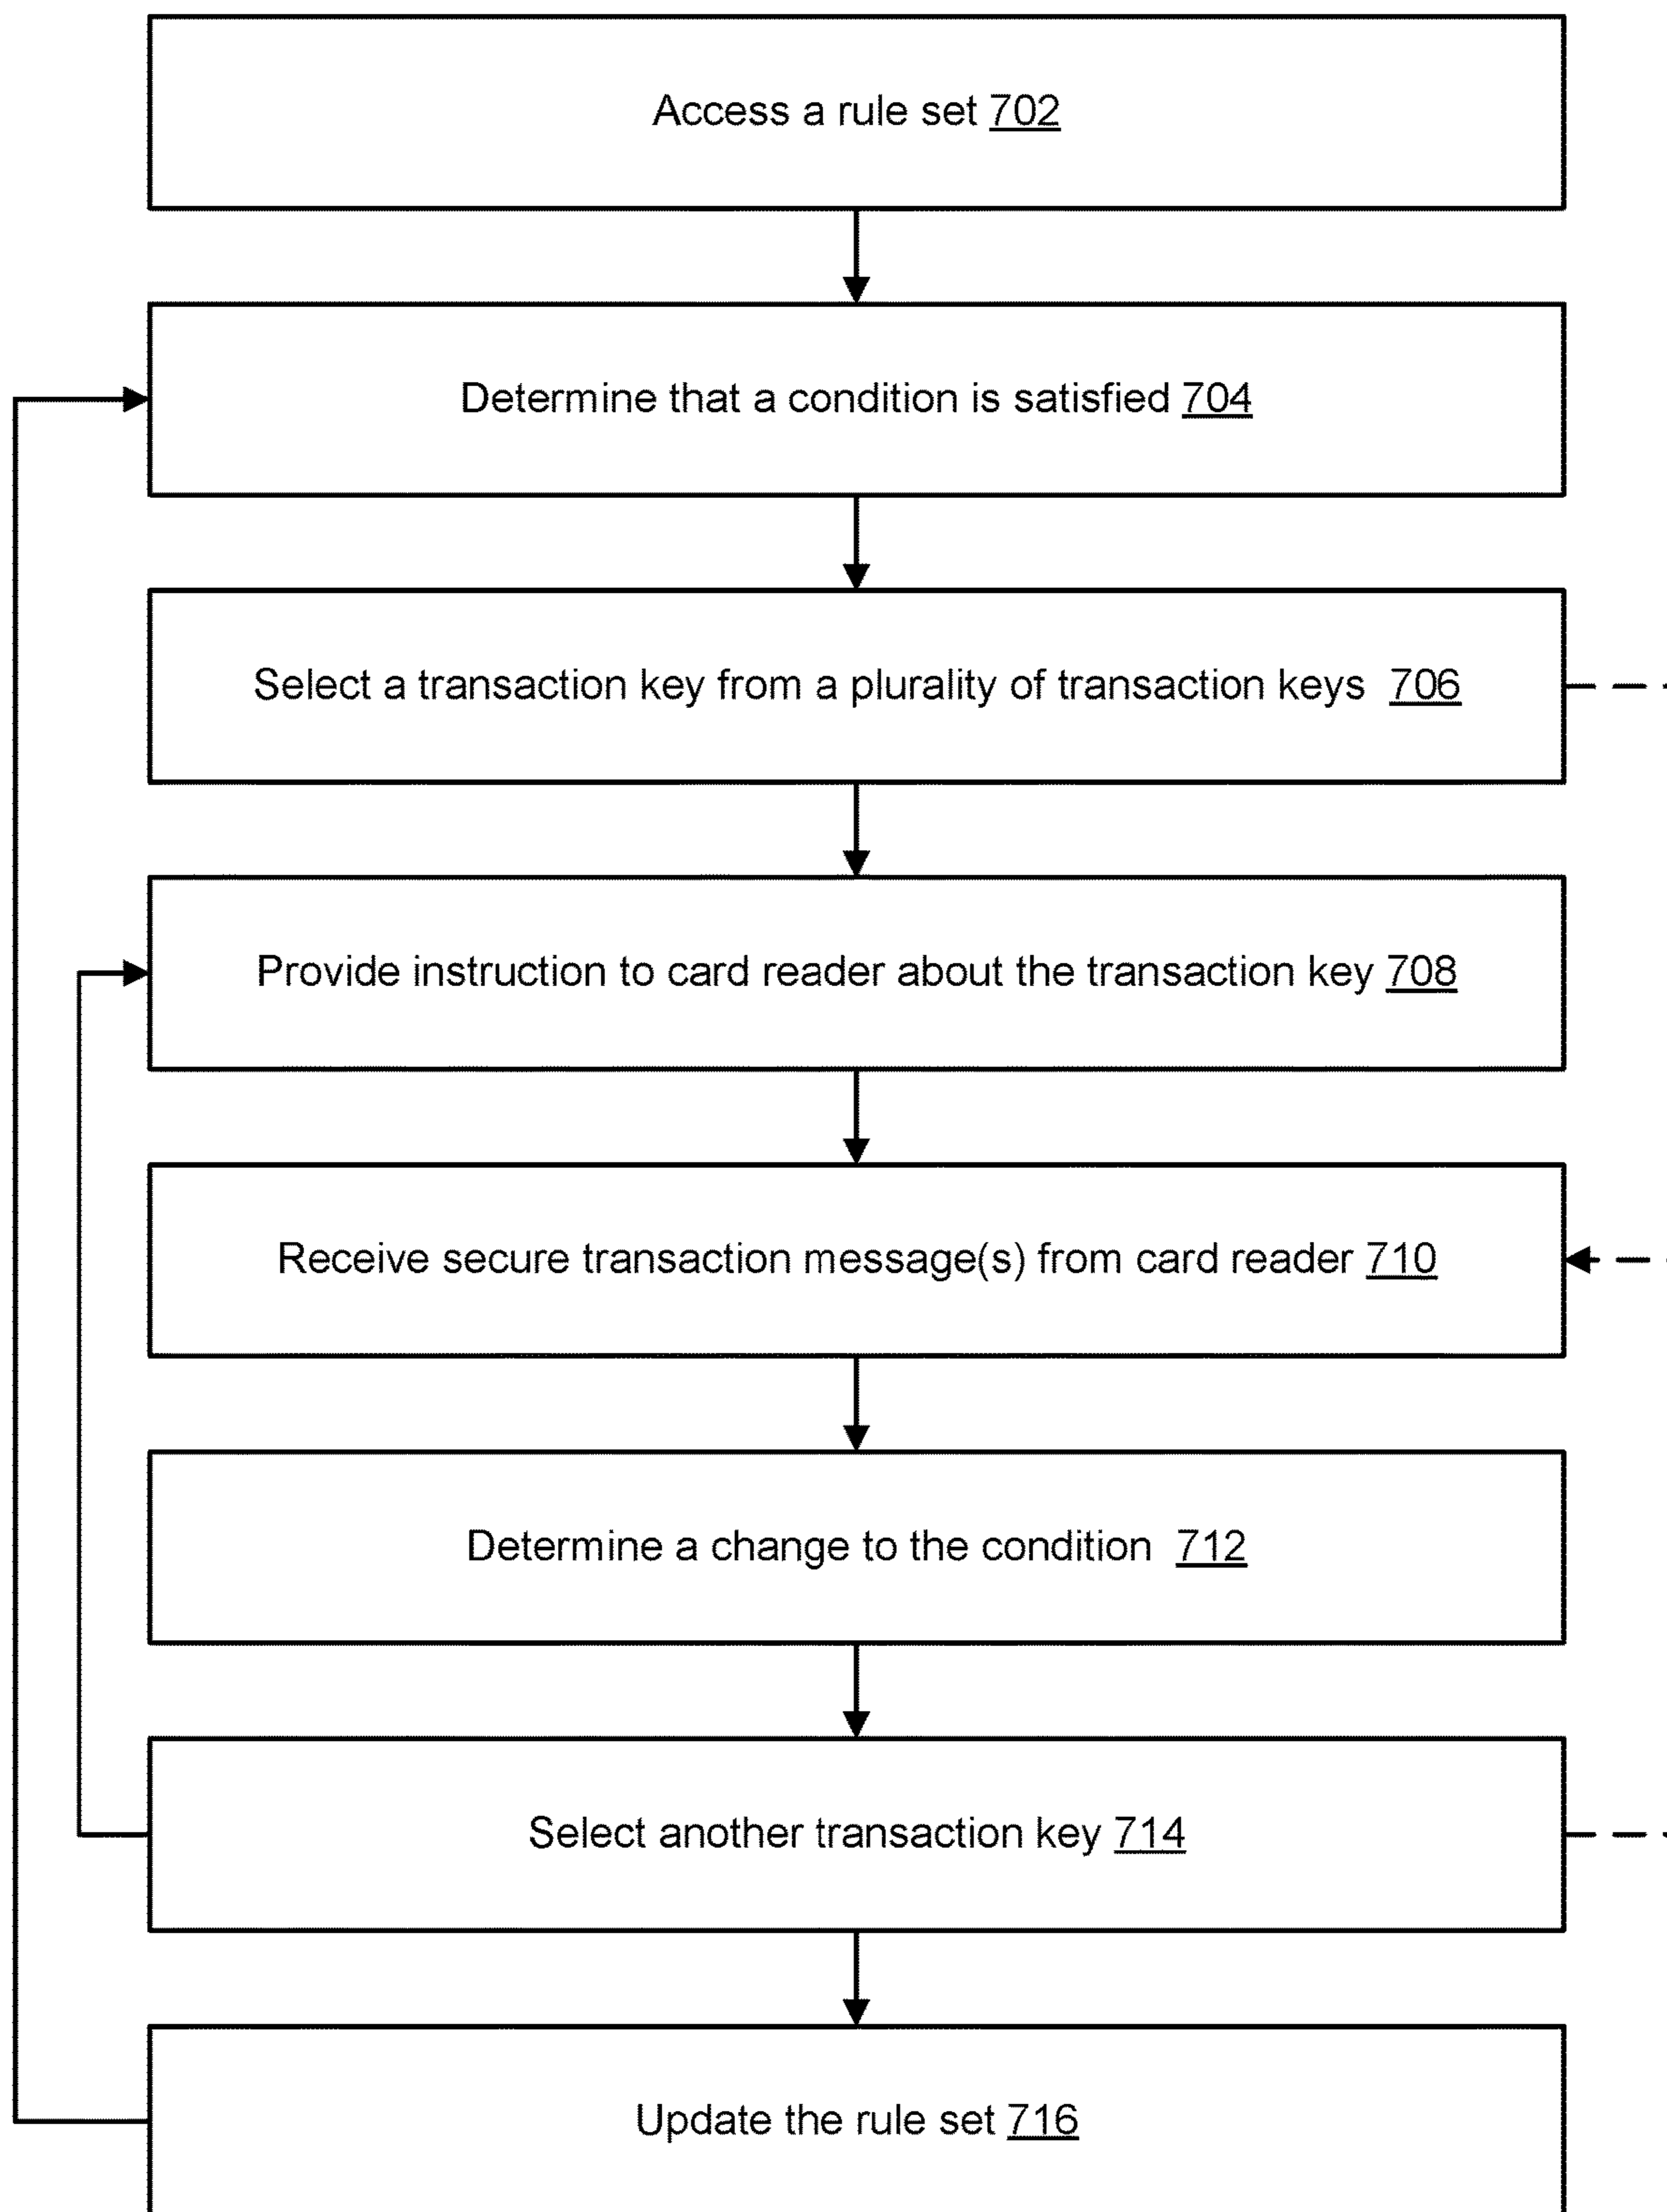 Access a rule set 702
Determine that a condition is satisfied 704
Select a transaction key from a plurality of transaction keys 706
Provide instruction to card reader about the transaction key 708
Receive secure transaction message(s) from card reader 710
Determine a change to the condition 712
Select another transaction key 714
Update the rule set 716